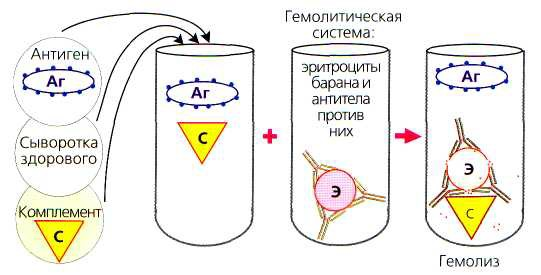 Антиген
Аг
Сыворотка
здорового
Комплемент
С
Аг
С
Гемолитическая
система:
эритроциты
барана и
антитела
против
них
Э
Аг
Э
С
Гемолиз